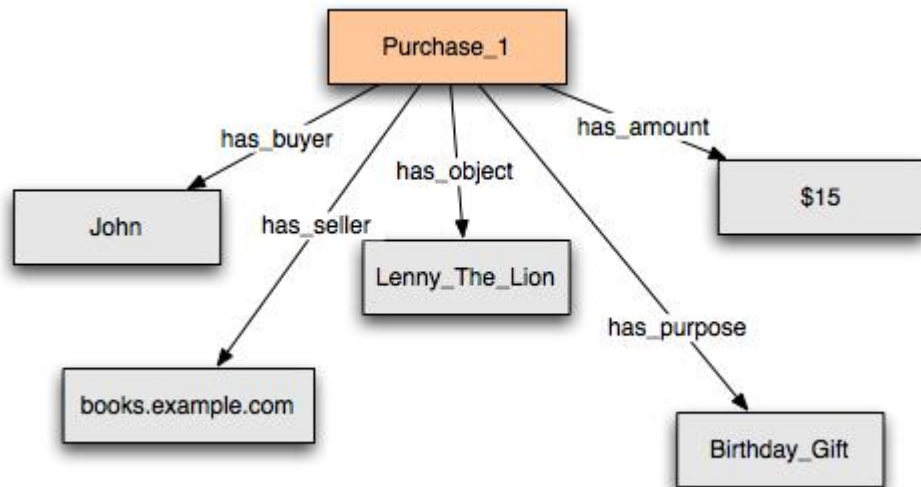 Purchase_1
has_buyer
has_amount
has_object
$15
John
has_seller
Lenny_The_Lion
has_purpose
books.example.com
Birthday_Gift